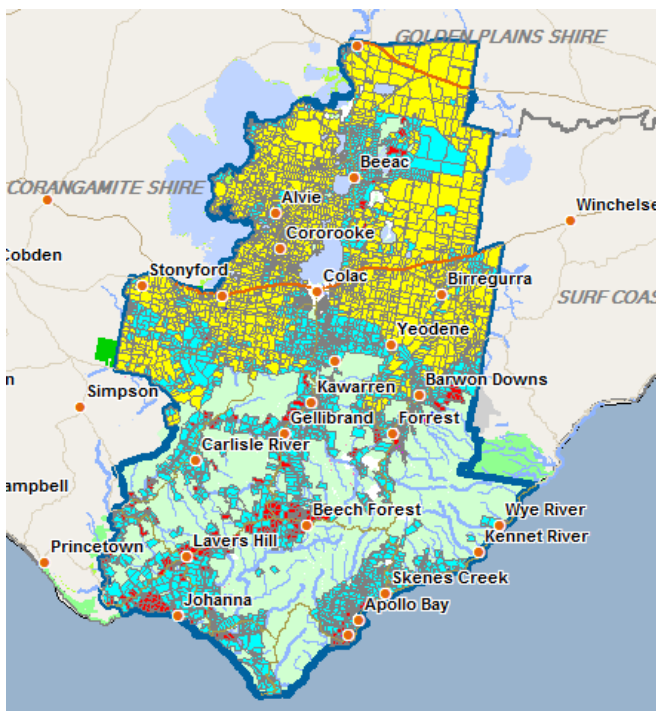 GOLDEN PLAINS SHIRE
Beeac
CORANGAMITE SHIRE
Alvie
Winchelse
Cororooke
Cobden
Stonyford
Colac
Birregurra
SURF COAS
Yeodene
Simpson
Kawarren
Barwon Downs
Gellibrand
Forrest
Carlisle River
ampbell
Beech Forest
Wye River
Princetown
Lavers Hill
Kennet River
Skenes Creek
Johanna
Apollo Bay
n